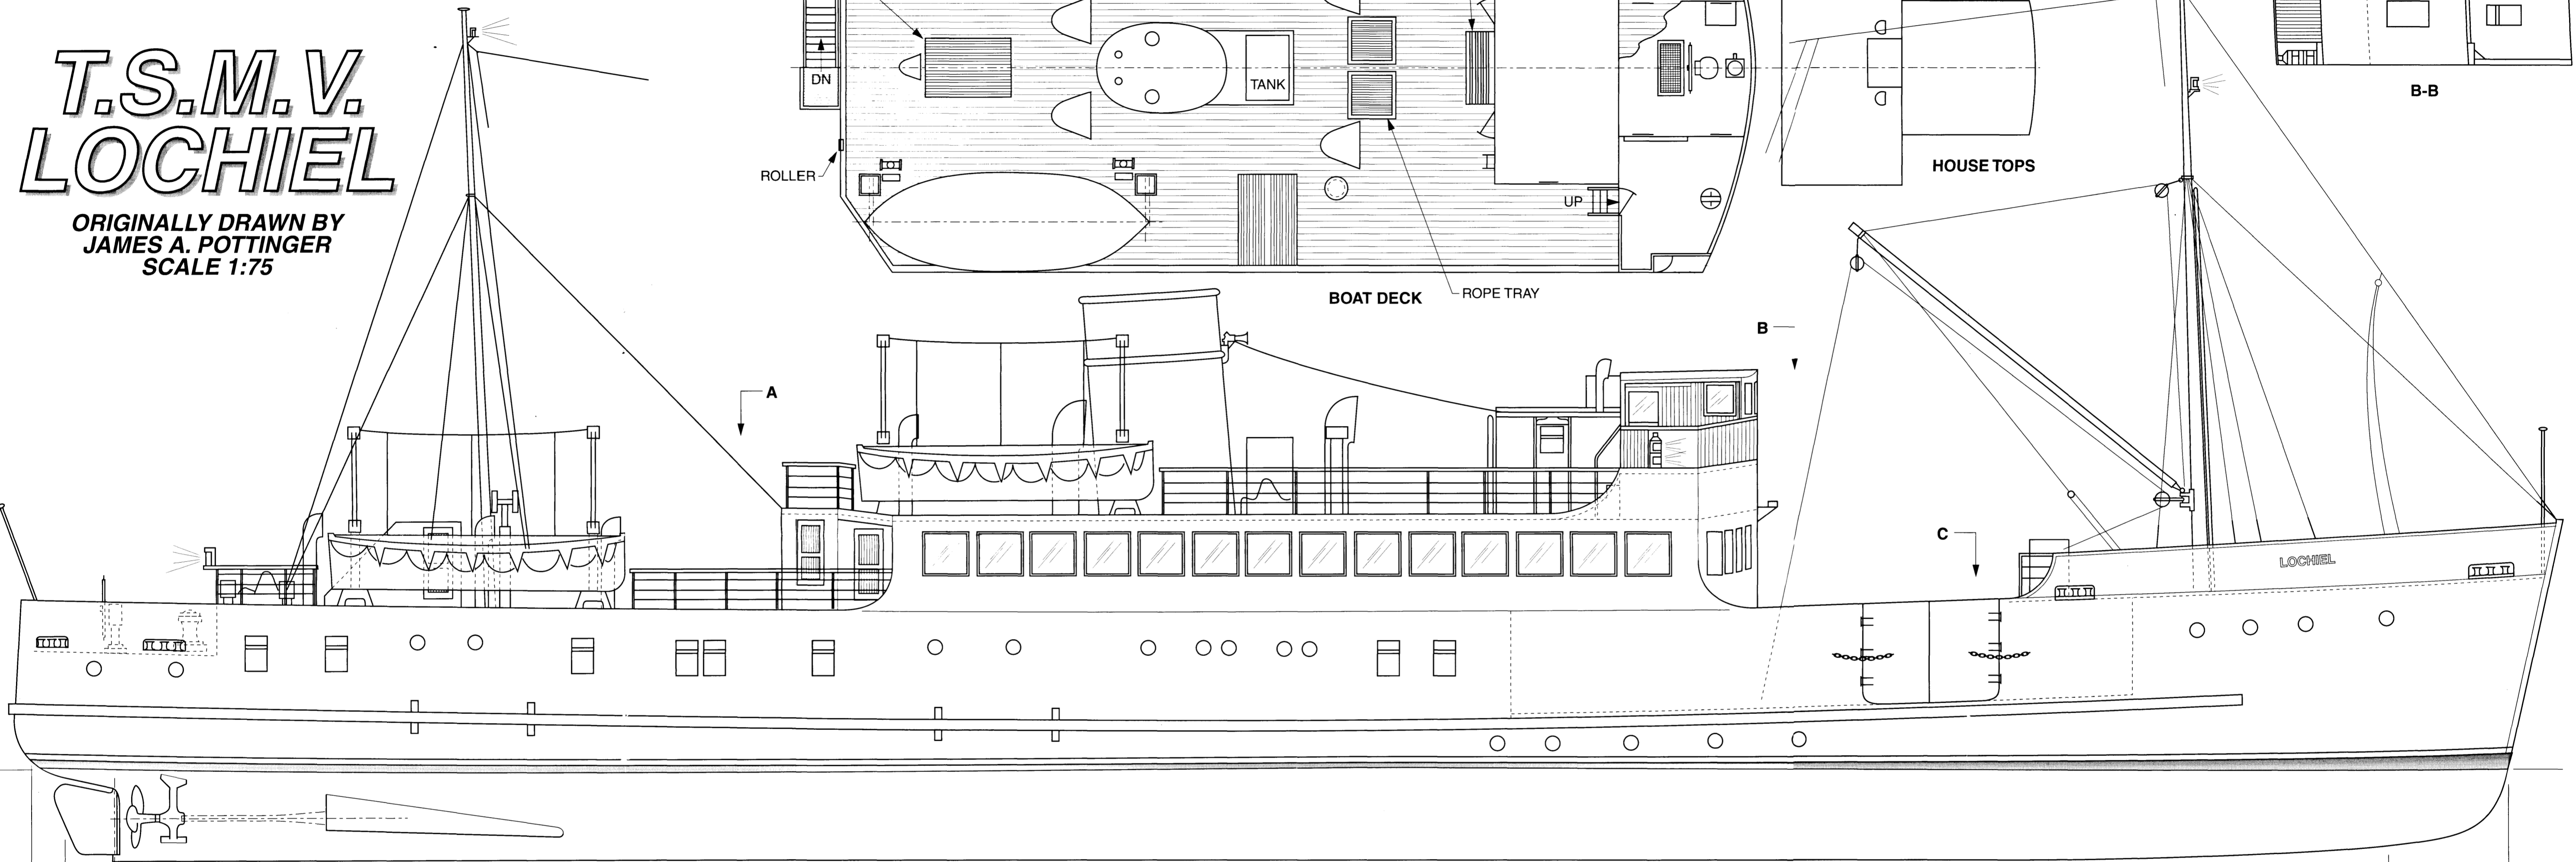 T.S.M.V.
LOCHIEL
ORIGINALLY DRAWN BY
JAMES A. POTTINGER
SCALE 1:75
DN
TANK
ROLLER
UP
BOAT DECK
ROPE TRAY
HOUSE TOPS
B-B
A
B
C
LOCHIEL